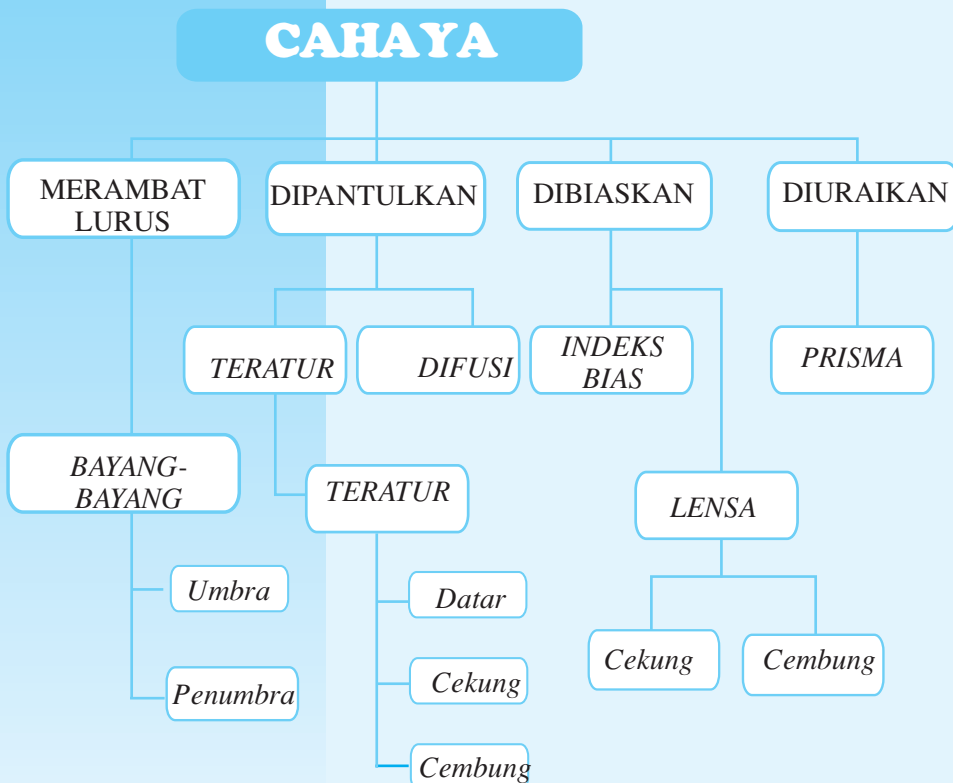 CAHAYA
MERAMBAT
LURUS
DIPANTULKAN
DIBIASKAN
DIURAIKAN
TERATUR
DIFUSI
INDEKS
BIAS
PRISMA
BAYANG-
BAYANG
TERATUR
LENSA
Umbra
Datar
Cekung
Cembung
Penumbra
Cekung
Cembung